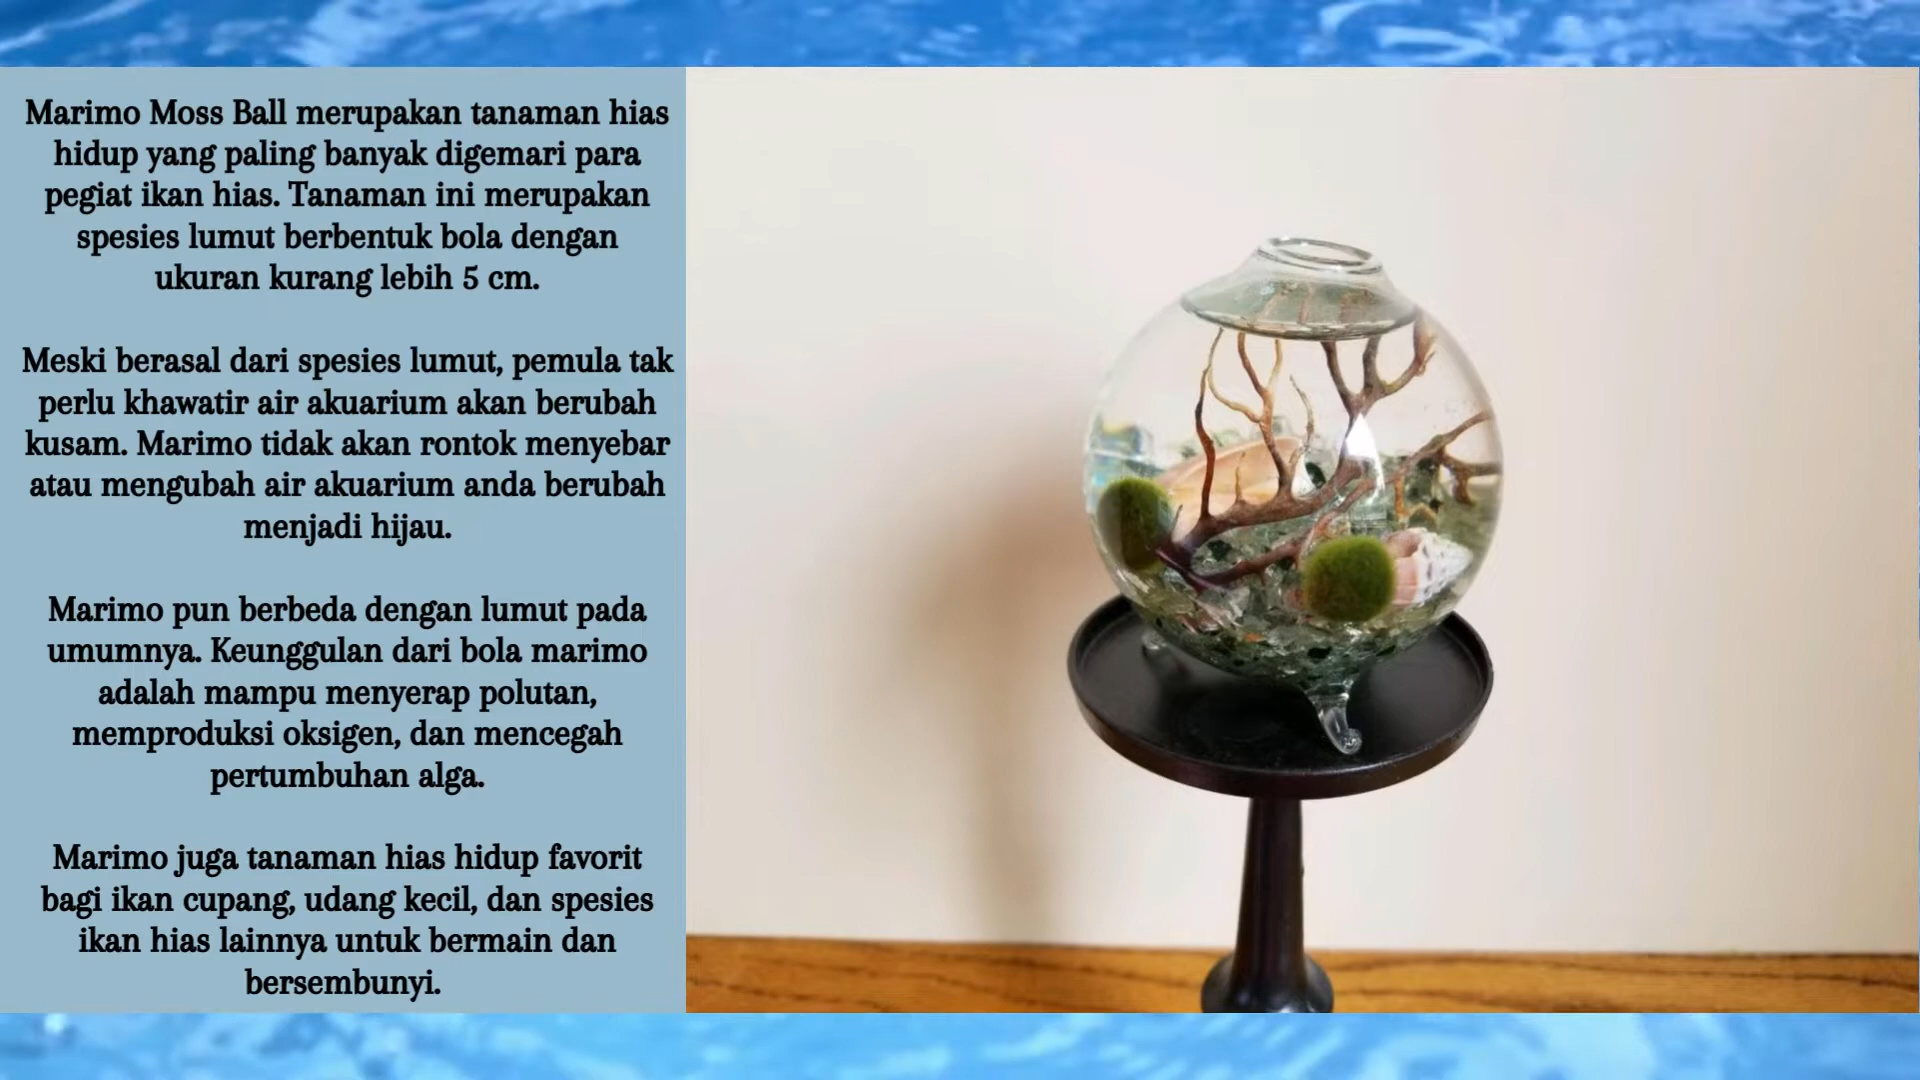 Marimo Moss Ball merupakan tanaman hias
hidup yang paling banyak digemari para
pegiat ikan hias. Tanaman ini merupakan
spesies lumut berbentuk bola dengan
ukuran kurang lebih 5 cm.
Meski berasal dari spesies lumut, pemula tak
perlu khawatir air akuarium akan berubah
kusam. Marimo tidak akan rontok menyebar
atau mengubah air akuarium anda berubah
menjadi hijau.
Marimo pun berbeda dengan lumut pada
umumnya. Keunggulan dari bola marimo
adalah mampu menyerap polutan,
memproduksi oksigen, dan mencegah
pertumbuhan alga.
Marimo juga tanaman hias hidup favorit
bagi ikan cupang, udang kecil, dan spesies
ikan hias lainnya untuk bermain dan
bersembunyi.